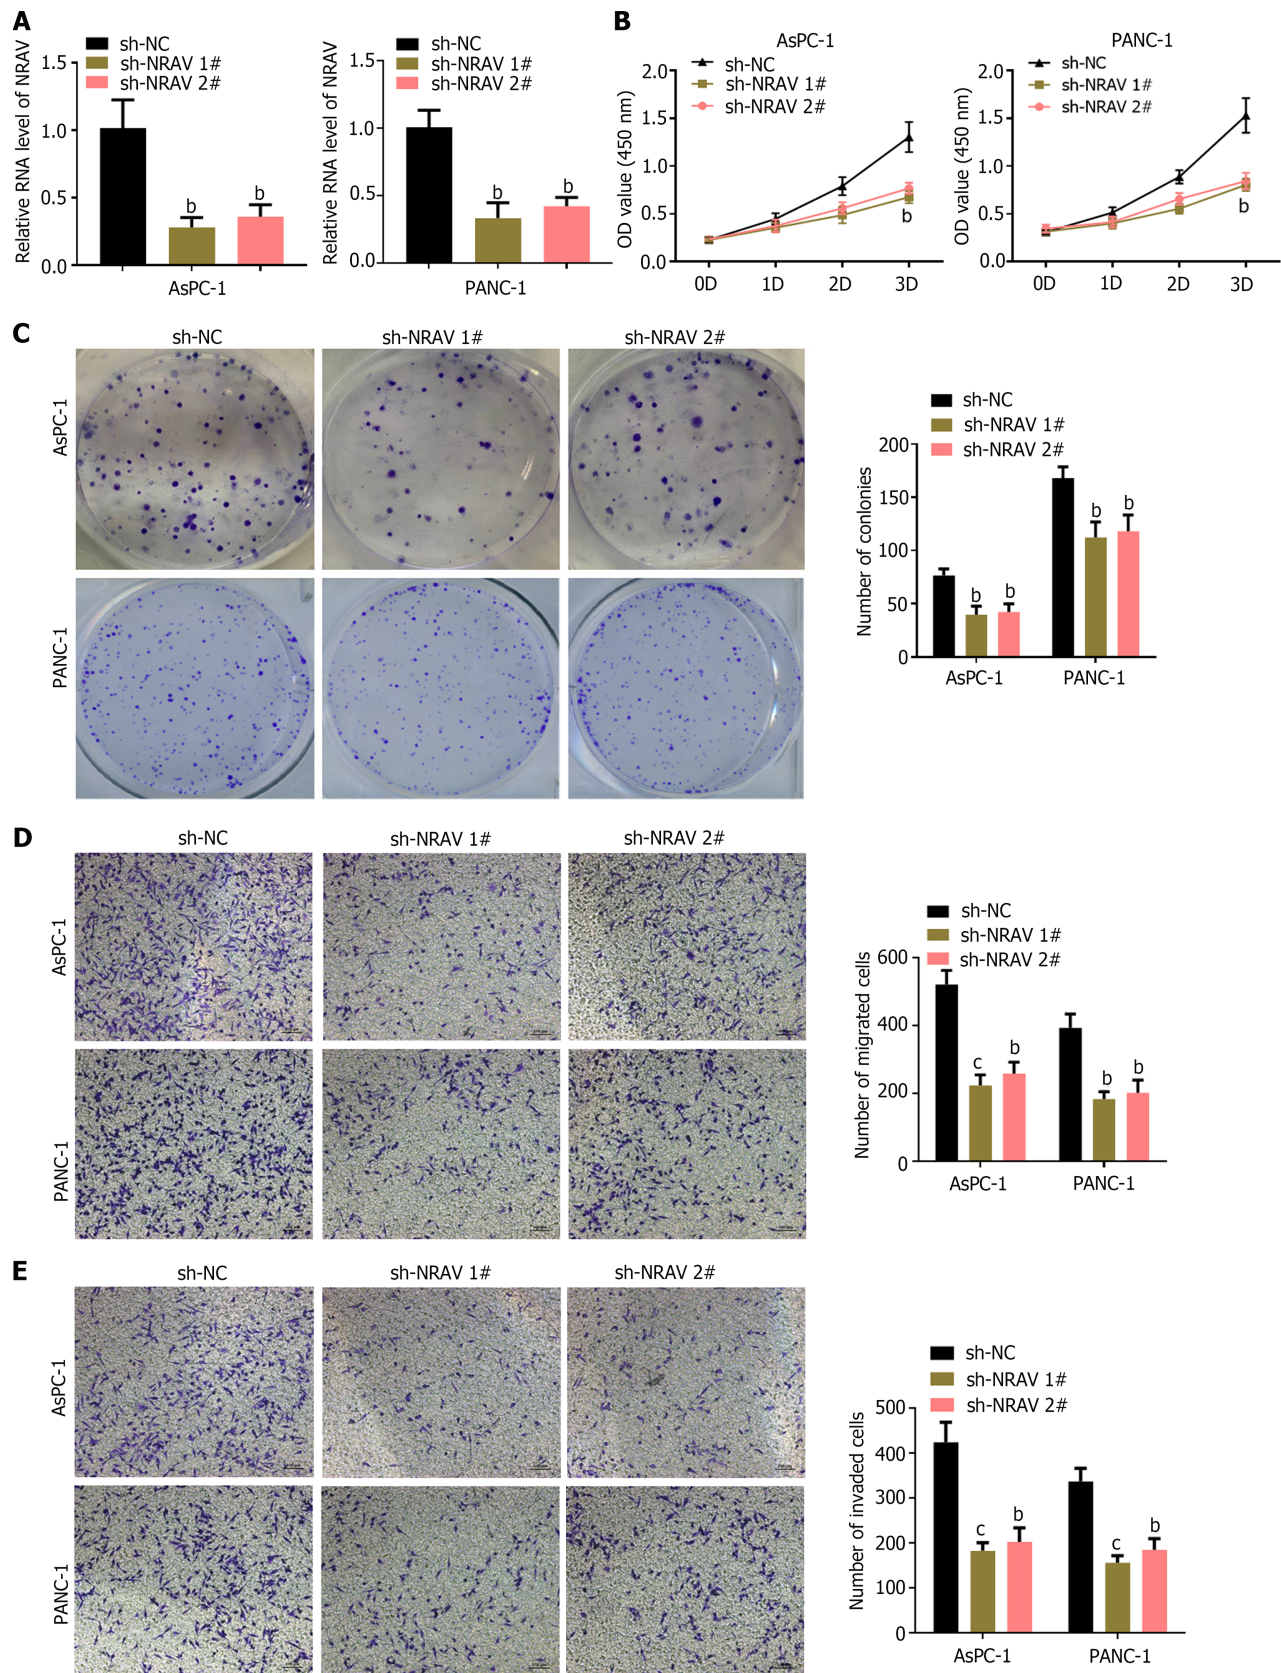 A
sh-NC
sh-NRAV 1#
sh-NRAV 2#
Relative RNA level of NRAV
1.5
1.0
0.5
0.0
b
b
AsPC-1
sh-NC
sh-NRAV 1#
sh-NRAV 2#
Relative RNA level of NRAV
1.5
1.0
0.5
0.0
b
b
PANC-1
B
AsPC-1
sh-NC
sh-NRAV 1#
sh-NRAV 2#
OD value (450 nm)
2.0
1.5
1.0
0.5
0.0
b
0D 1D 2D 3D
PANC-1
sh-NC
sh-NRAV 1#
sh-NRAV 2#
OD value (450 nm)
2.0
1.5
1.0
0.5
0.0
b
0D 1D 2D 3D
C
sh-NC sh-NRAV 1# sh-NRAV 2#
AsPC-1
PANC-1
sh-NC
sh-NRAV 1#
sh-NRAV 2#
Number of conlonies
200
150
100
50
0
b b b b
AsPC-1 PANC-1
D
sh-NC sh-NRAV 1# sh-NRAV 2#
AsPC-1
PANC-1
sh-NC
sh-NRAV 1#
sh-NRAV 2#
Number of migrated cells
600
400
200
0
c b b b
AsPC-1 PANC-1
E
sh-NC sh-NRAV 1# sh-NRAV 2#
AsPC-1
PANC-1
sh-NC
sh-NRAV 1#
sh-NRAV 2#
Number of invaded cells
500
400
300
200
100
0
c b c b
AsPC-1 PANC-1